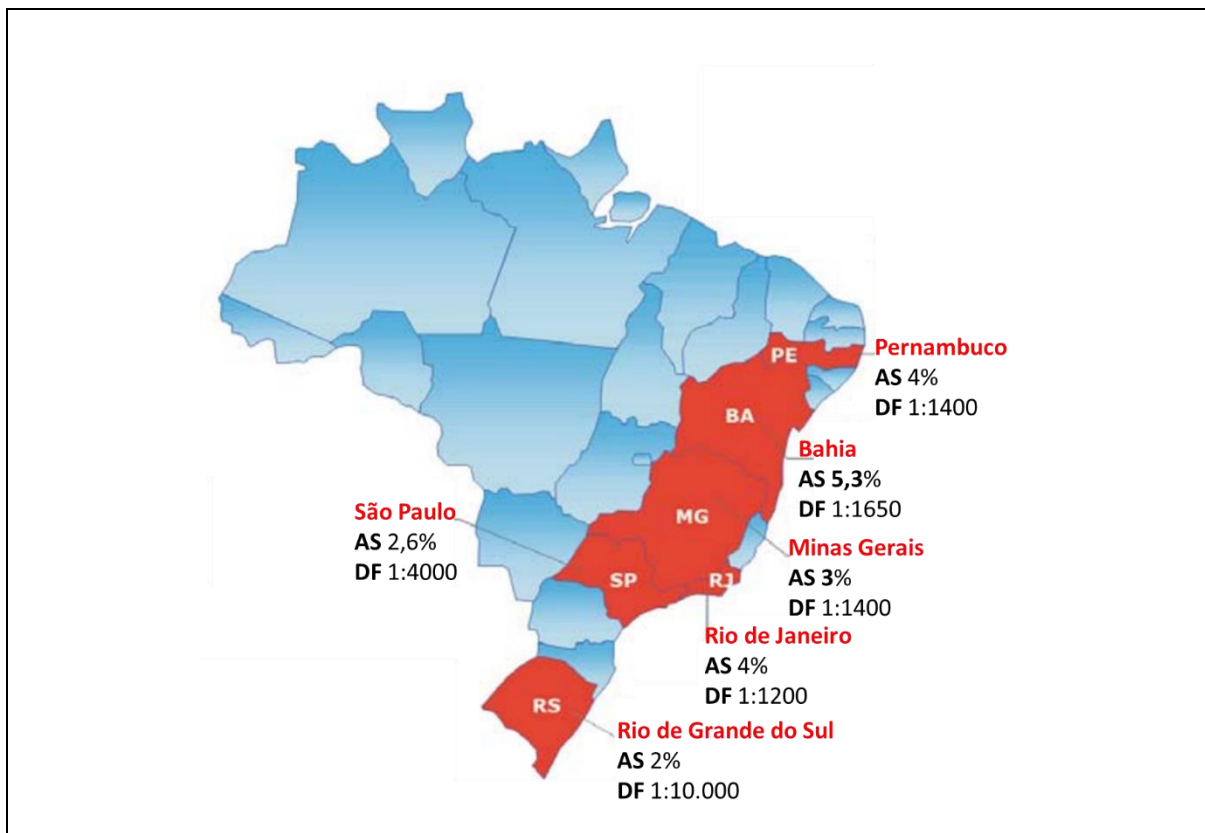 PE
Pernambuco
AS 4%
DF 1:1400
BA
Bahia
AS 5,3%
DF 1:1650
São Paulo
AS 2,6%
DF 1:4000
MG
Minas Gerais
AS 3%
DF 1:1400
SP
RJ
Rio de Janeiro
AS 4%
DF 1:1200
RS
Rio de Grande do Sul
AS 2%
DF 1:10.000